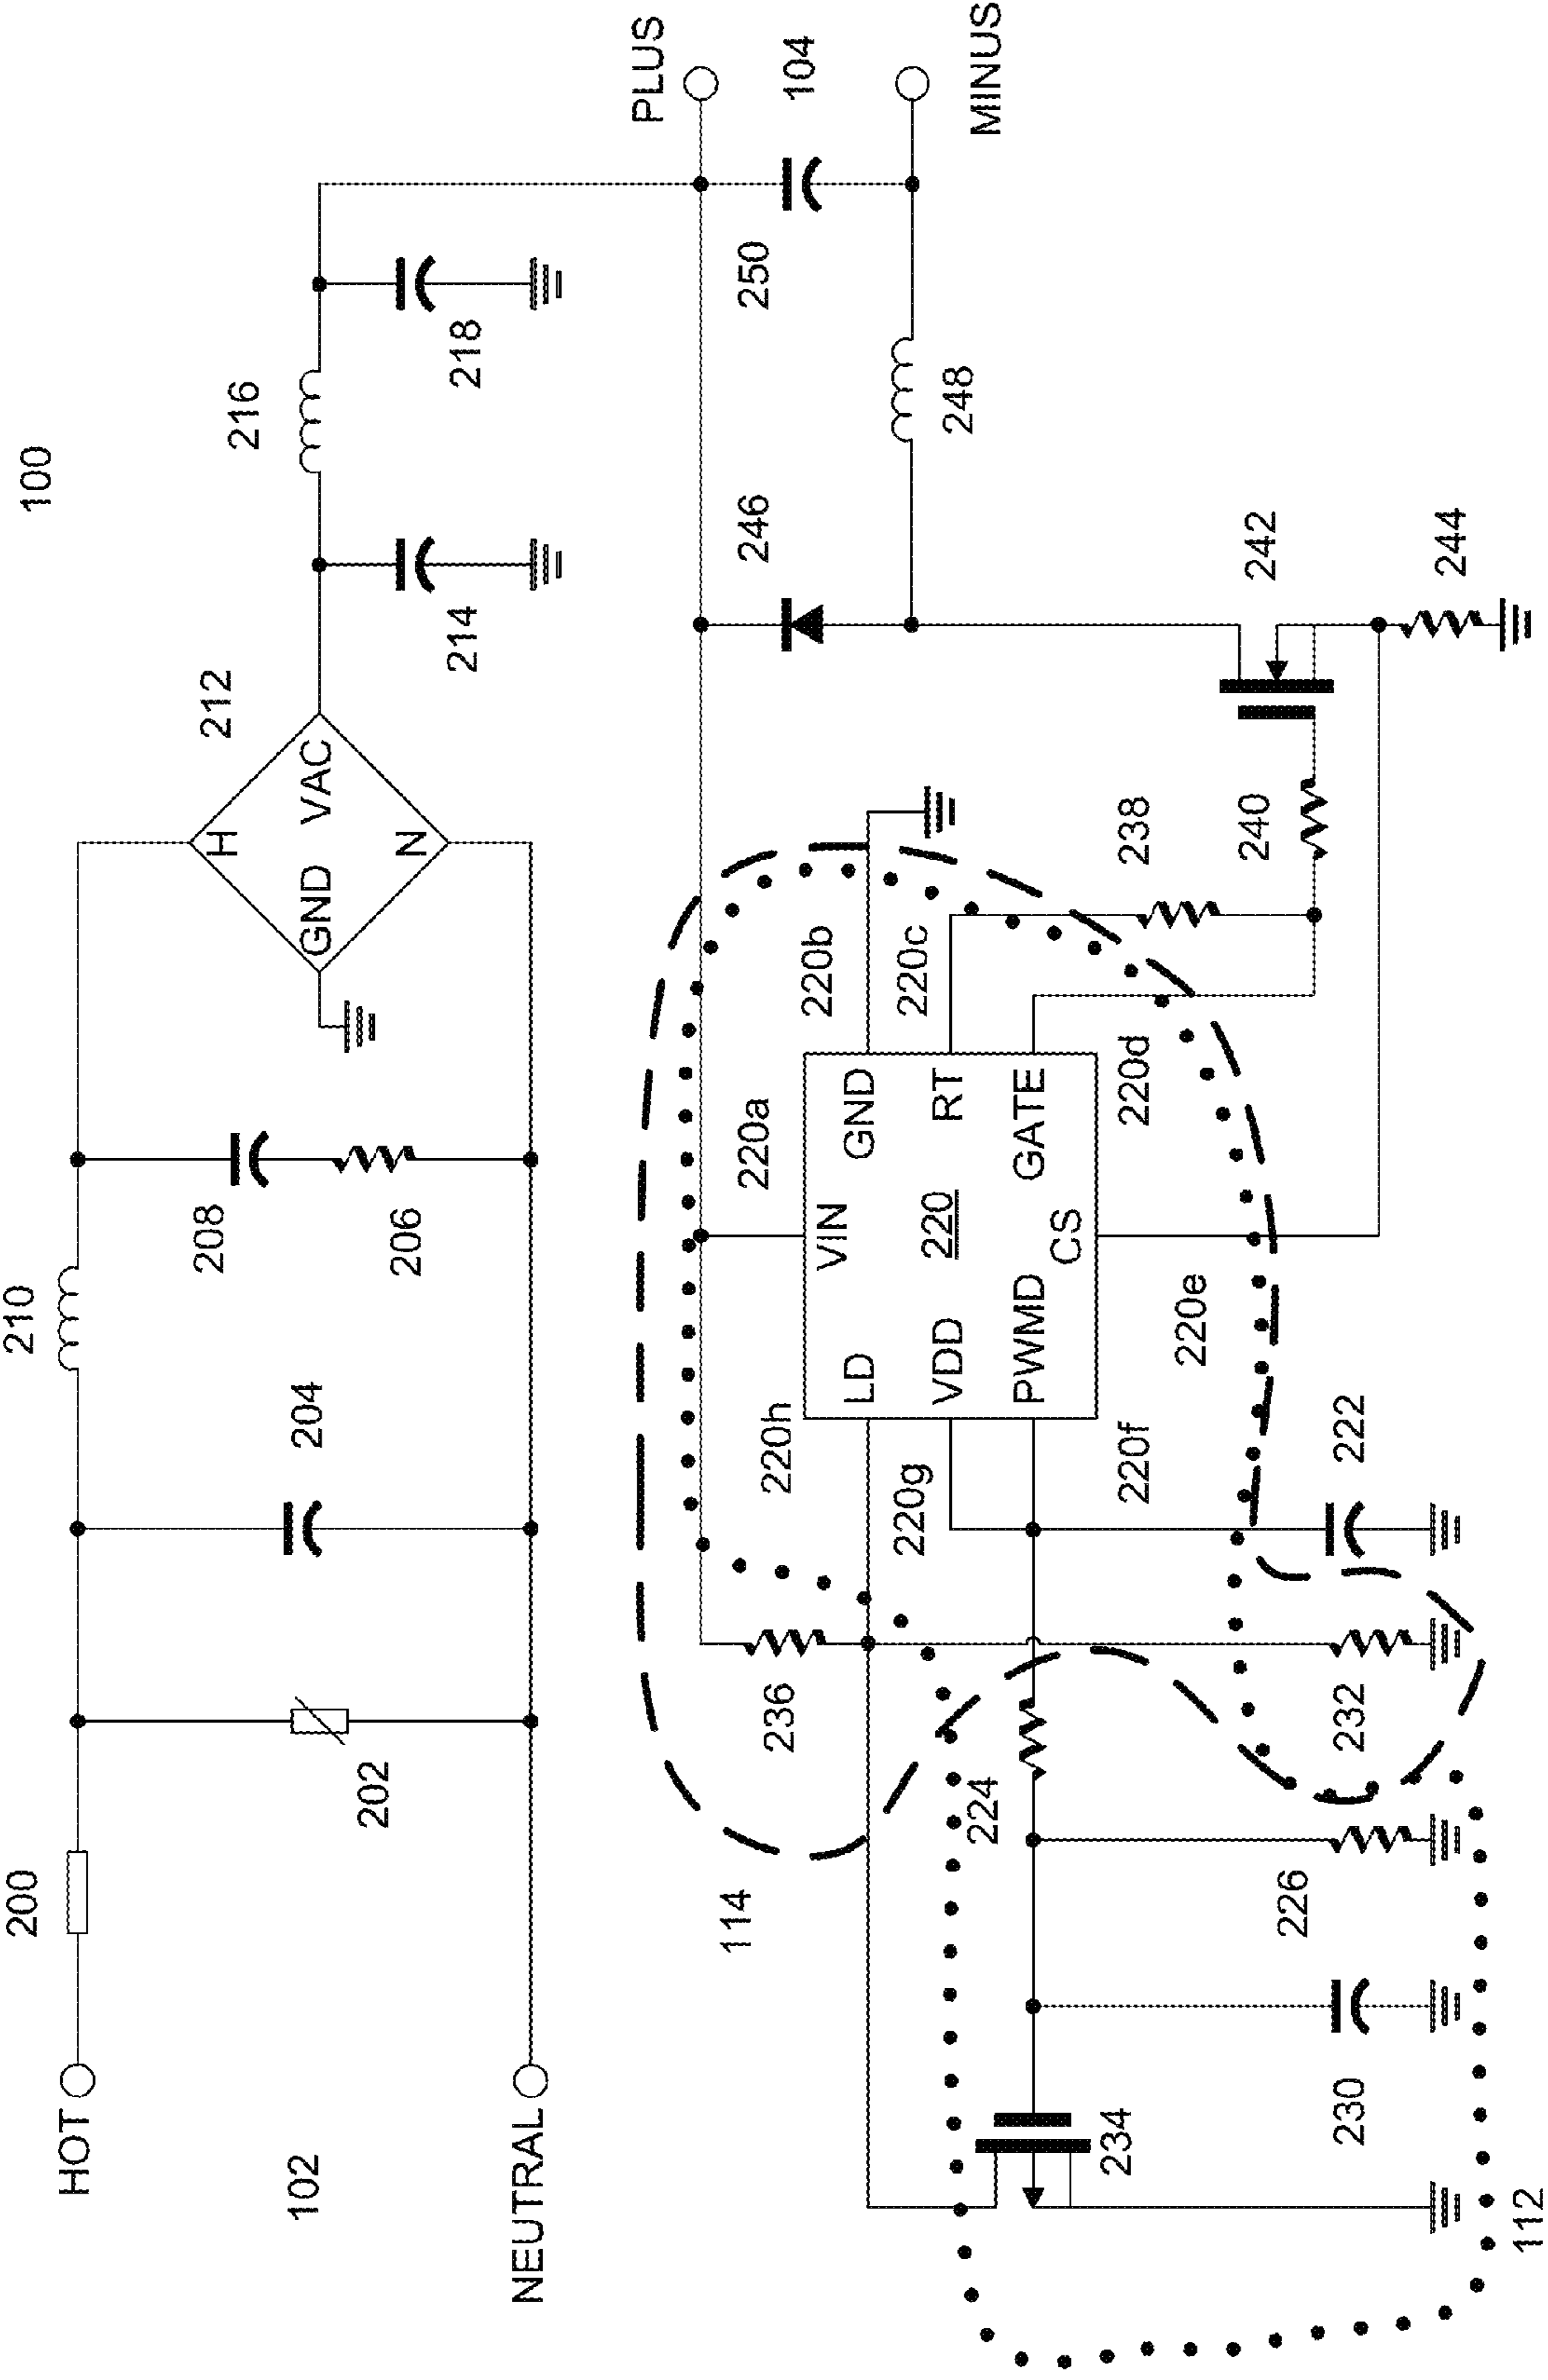 100
HOT
200
210
102
NEUTRAL
202
204
208
206
212
H
GND
VAC
N
214
216
218
PLUS
104
MINUS
250
246
248
114
236
220h
220a
220b
220g
220c
LD
VIN
GND
VDD
220
RT
PWMD
CS
GATE
220f
220e
220d
238
240
242
244
224
222
232
226
230
234
112